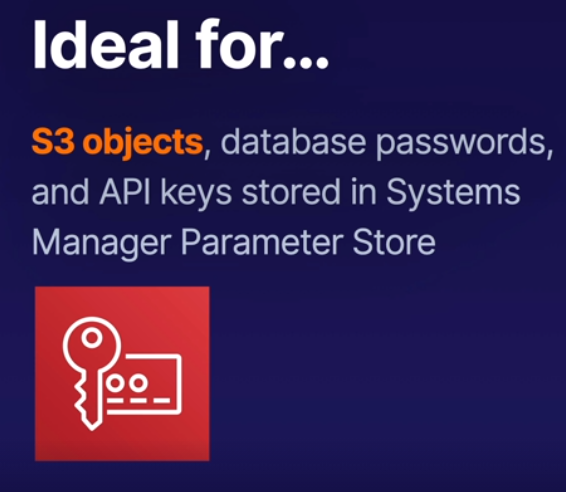 Ideal for...
S3 objects, database passwords,
and API keys stored in Systems
Manager Parameter Store